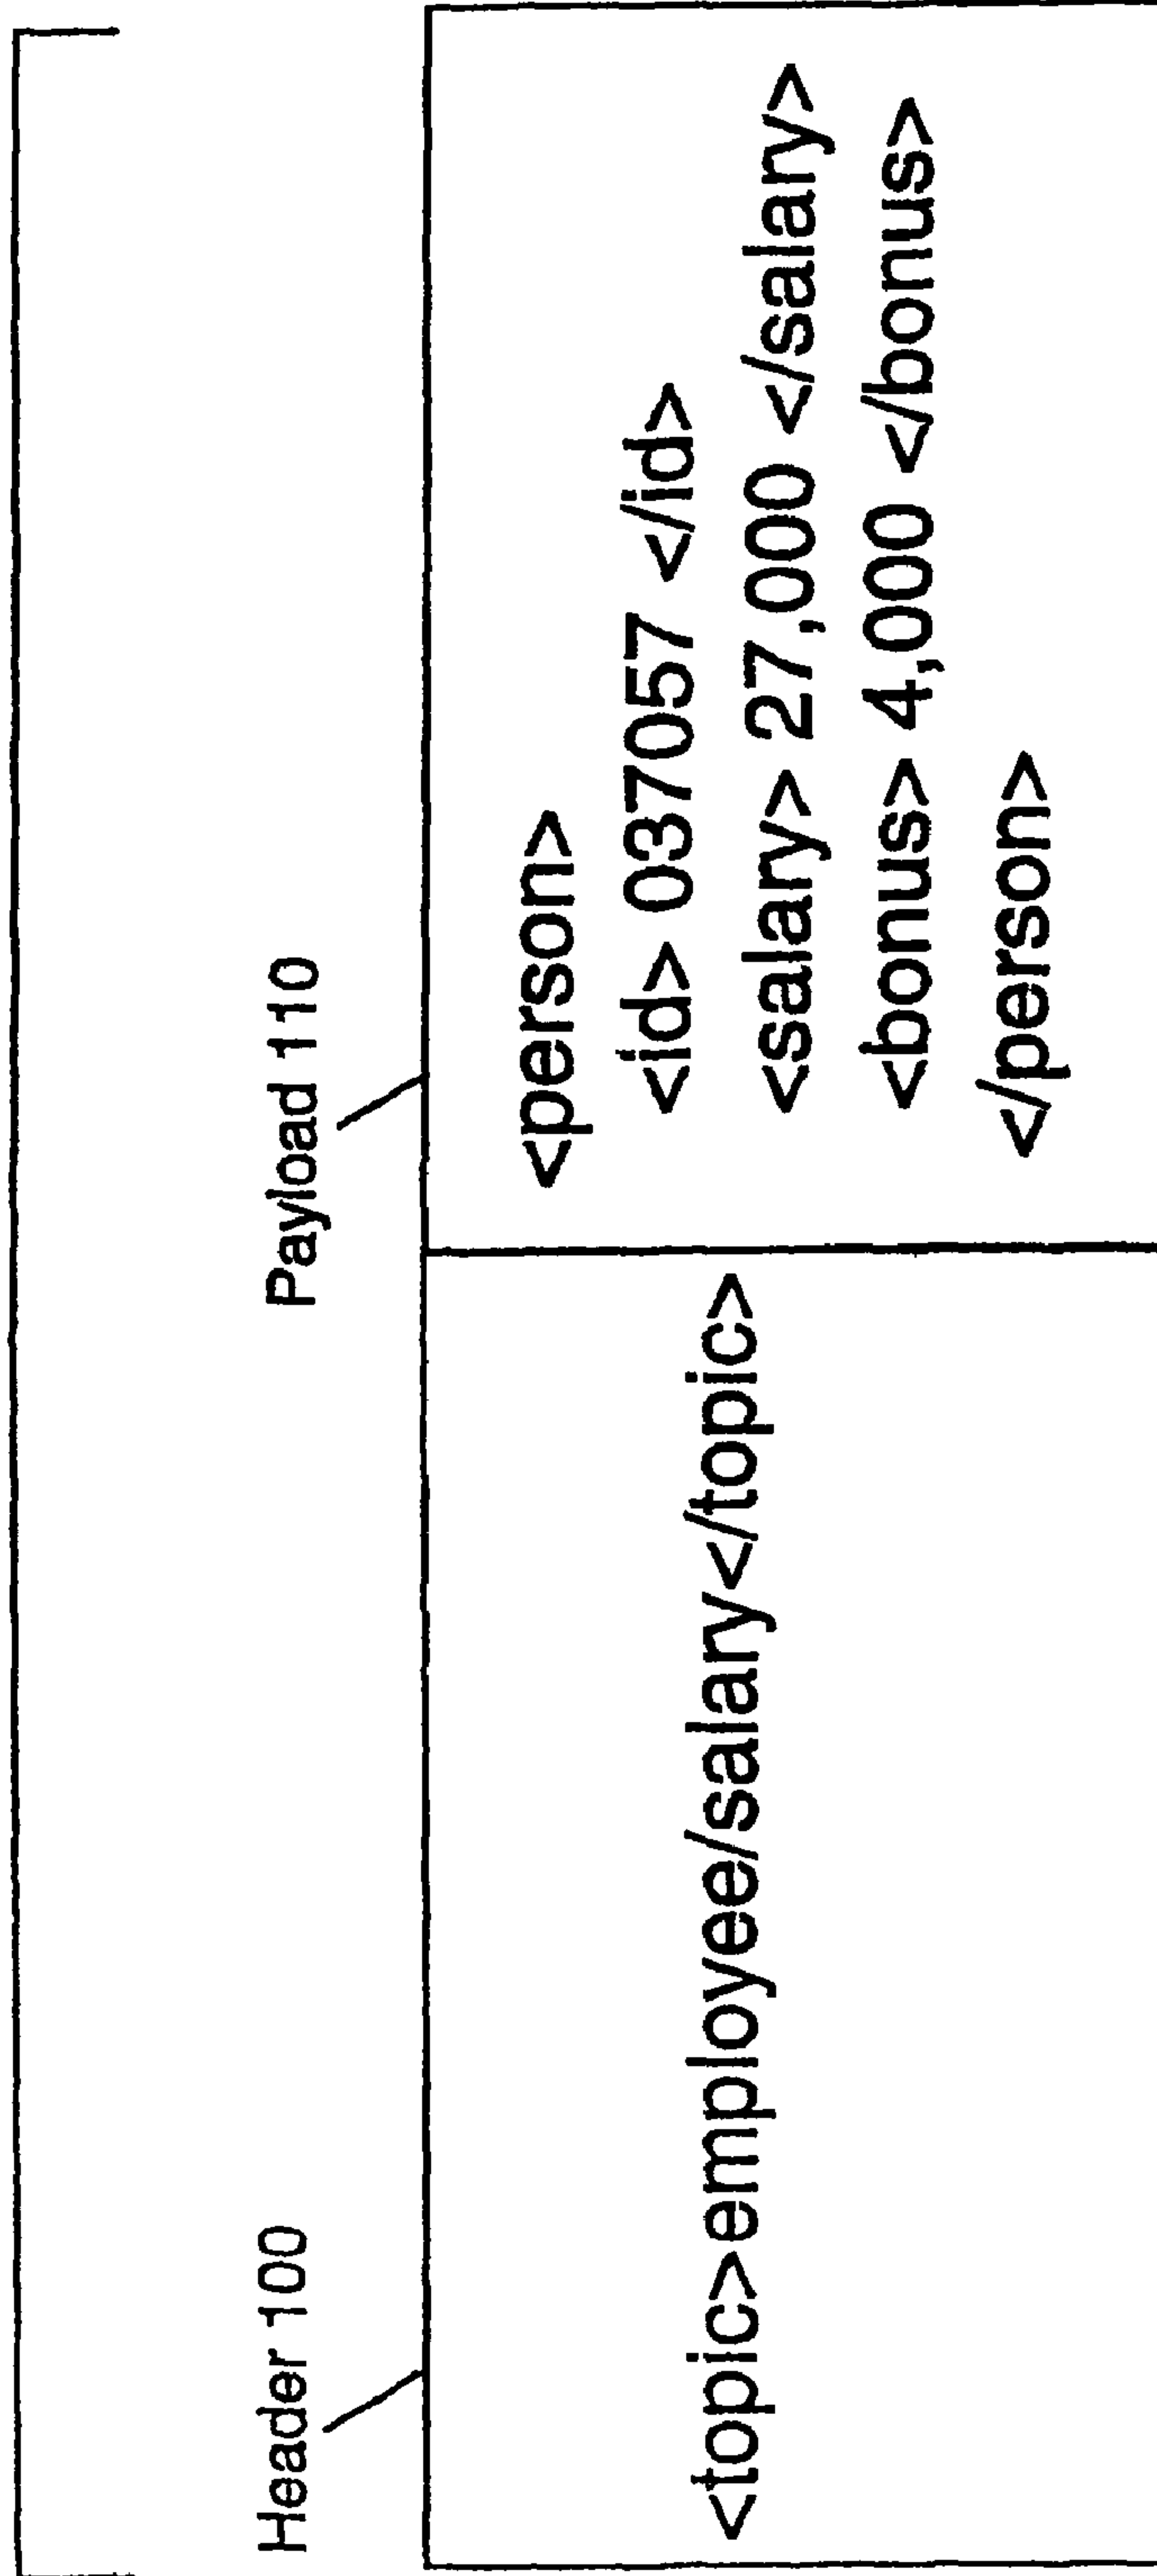 Header 100
Payload 110
<topic>employee/salary</topic>
<person>
<id> 037057 </id>
<salary> 27,000 </salary>
<bonus> 4,000 </bonus>
</person>